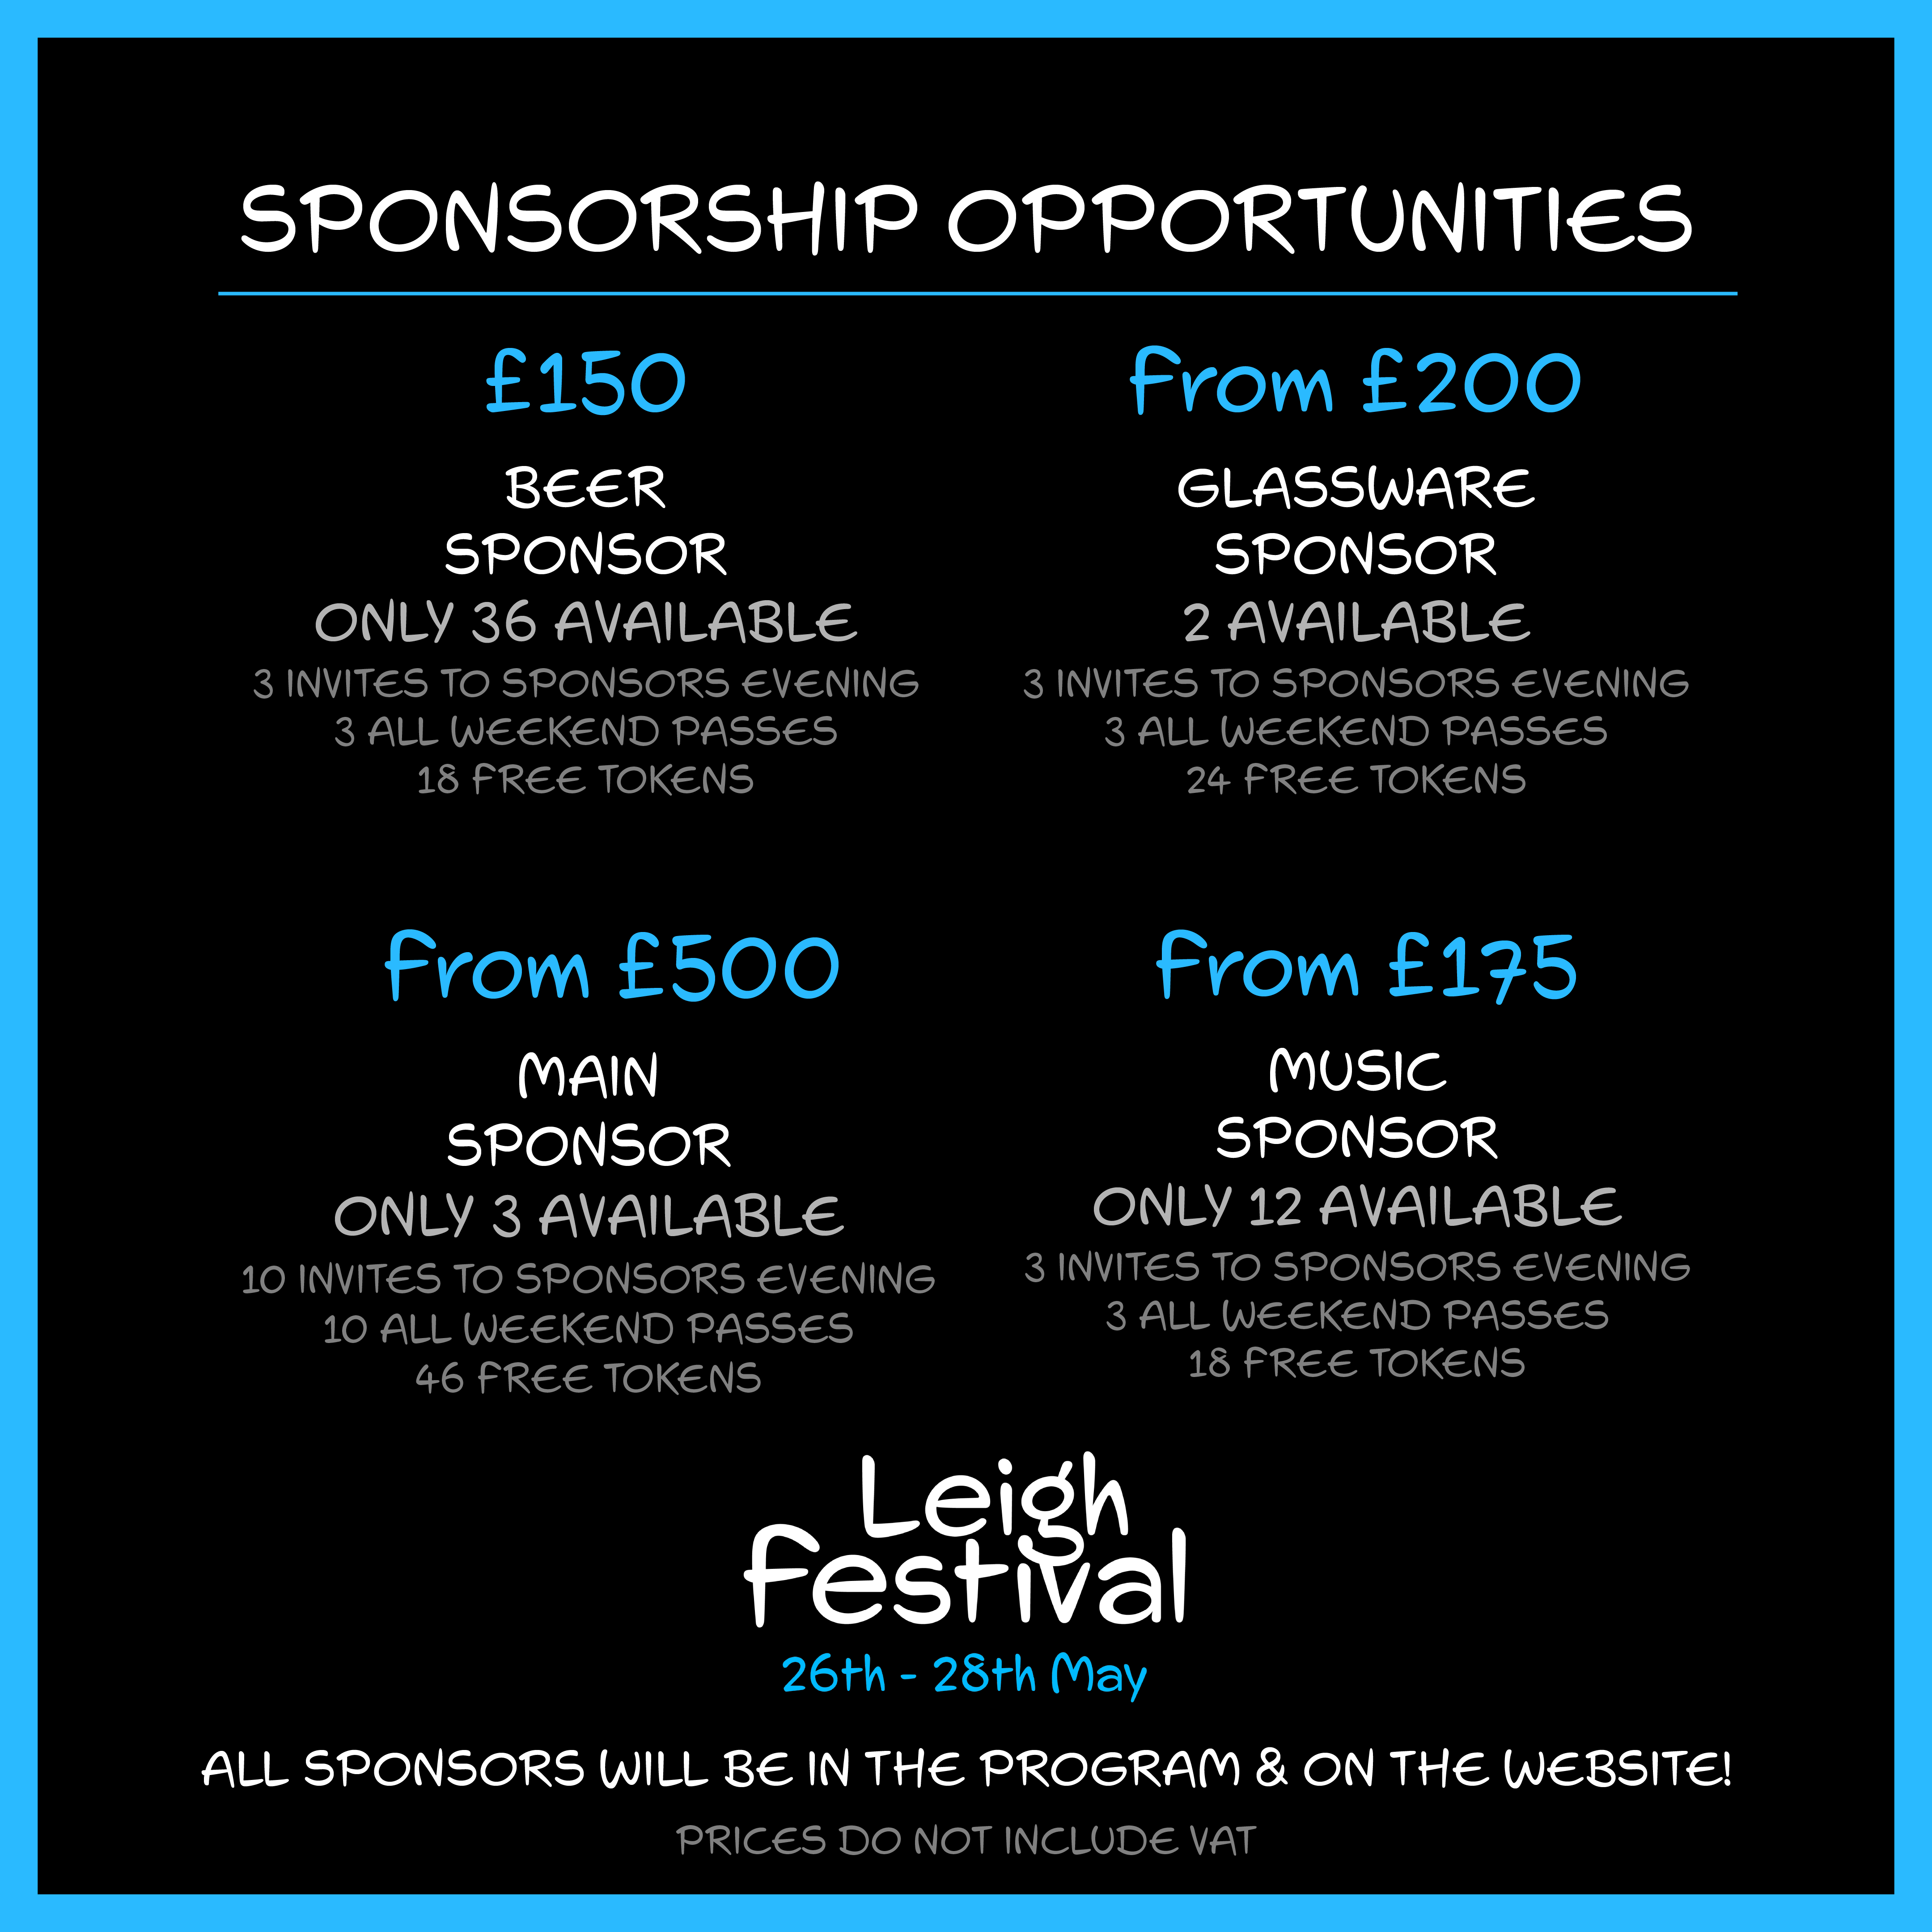 SPONSORSHIP OPPORTUNITIES
£150
BEER
SPONSOR
ONLY 36 AVAILABLE
3 INVITES TO SPONSORS EVENING
3 ALL WEEKEND PASSES
18 FREE TOKENS
From £200
GLASSWARE
SPONSOR
2 AVAILABLE
3 INVITES TO SPONSORS EVENING
3 ALL WEEKEND PASSES
24 FREE TOKENS
From £500
MAIN
SPONSOR
ONLY 3 AVAILABLE
10 INVITES TO SPONSORS EVENING
10 ALL WEEKEND PASSES
46 FREE TOKENS
From £175
MUSIC
SPONSOR
ONLY 12 AVAILABLE
3 INVITES TO SPONSORS EVENING
3 ALL WEEKEND PASSES
18 FREE TOKENS
Leigh
Festival
26th - 28th May
ALL SPONSORS WILL BE IN THE PROGRAM & ON THE WEBSITE!
PRICES DO NOT INCLUDE VAT